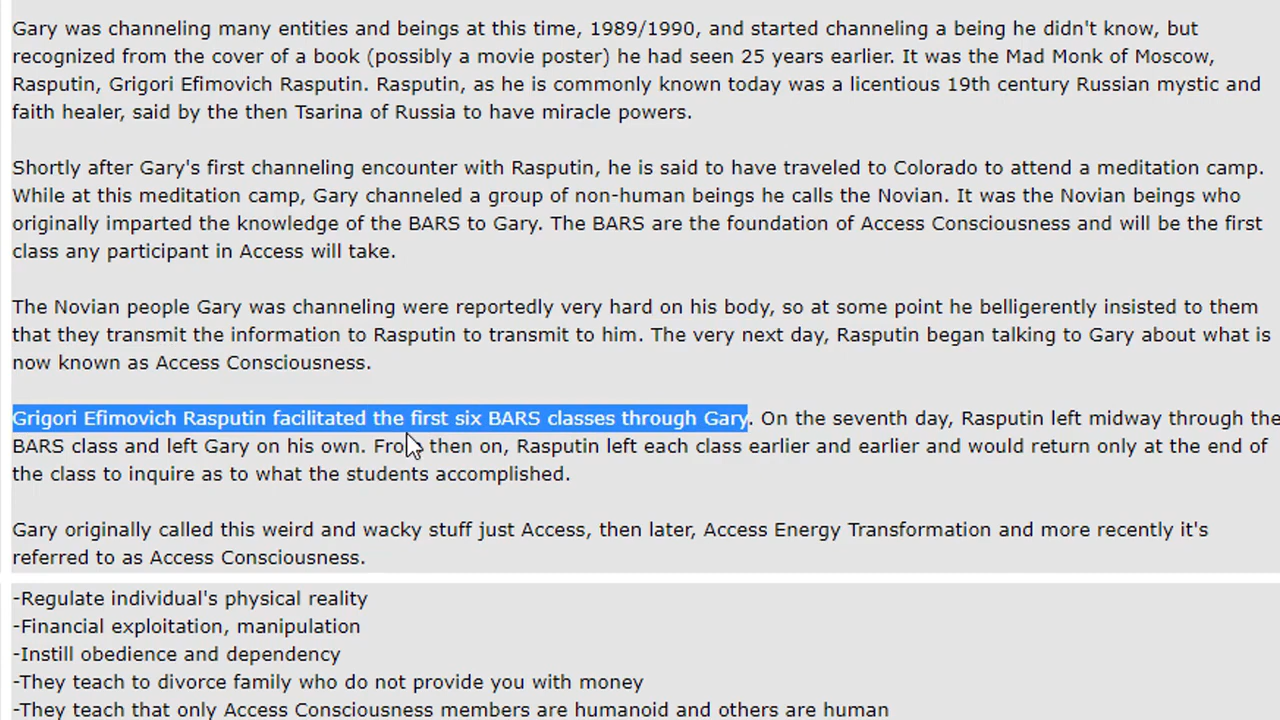 Gary was channeling many entities and beings at this time, 1989/1990, and started channeling a being he didn't know, but
recognized from the cover of a book (possibly a movie poster) he had seen 25 years earlier. It was the Mad Monk of Moscow,
Rasputin, Grigori Efimovich Rasputin. Rasputin, as he is commonly known today was a licentious 19th century Russian mystic and
faith healer, said by the then Tsarina of Russia to have miracle powers.
Shortly after Gary's first channeling encounter with Rasputin, he is said to have traveled to Colorado to attend a meditation camp.
While at this meditation camp, Gary channeled a group of non-human beings he calls the Novian. It was the Novian beings who
originally imparted the knowledge of the BARS to Gary. The BARS are the foundation of Access Consciousness and will be the first
class any participant in Access will take.
The Novian people Gary was channeling were reportedly very hard on his body, so at some point he belligerently insisted to them
that they transmit the information to Rasputin to transmit to him. The very next day, Rasputin began talking to Gary about what is
now known as Access Consciousness.
Grigori Efimovich Rasputin facilitated the first six BARS classes through Gary. On the seventh day, Rasputin left midway through the
BARS class and left Gary on his own. From then on, Rasputin left each class earlier and earlier and would return only at the end of
the class to inquire as to what the students accomplished.
Gary originally called this weird and wacky stuff just Access, then later, Access Energy Transformation and more recently it's
referred to as Access Consciousness.
-Regulate individual's physical reality
-Financial exploitation, manipulation
-Instill obedience and dependency
-They teach to divorce family who do not provide you with money
-They teach that only Access Consciousness members are humanoid and others are human